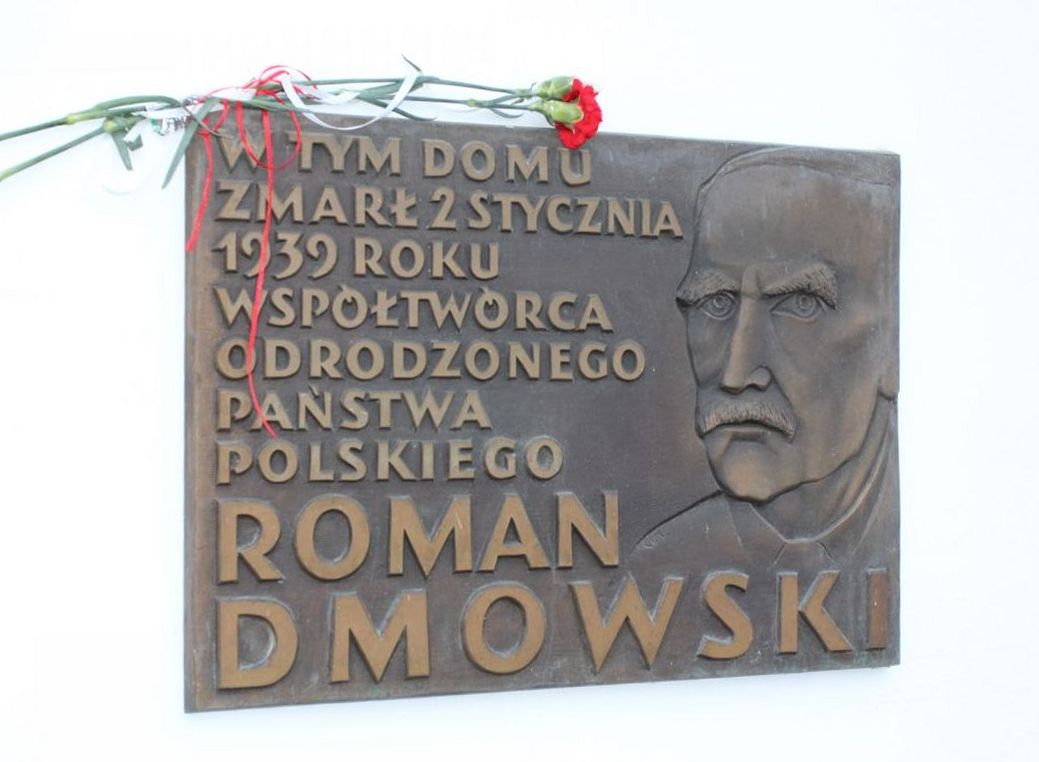 W TYM DOMU
ZMARŁ 2 STYCZNIA
1939 ROKU
WSPÓŁTWÓRCA
ODRODZONEGO
PAŃSTWA
POLSKIEGO
ROMAN
DMOWSKI